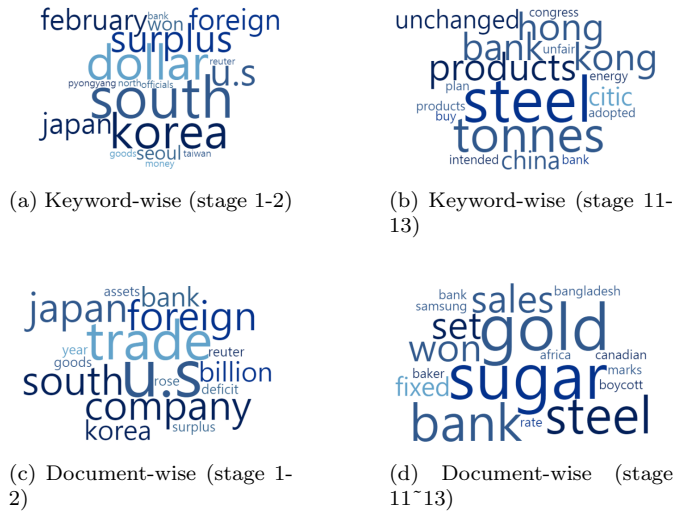 february bank won foreign
surplus
dollar reuter
u.s
pyongyang north officials
south
japan korea
goods seoul taiwan
money
(a) Keyword-wise (stage 1-2)
unchanged congress hong
bank unfair kong
products energy
plan steel citic
products adopted
buy tonnes
intended china bank
(b) Keyword-wise (stage 11-
13)
assets bank
japan foreign
trade
year reuter
goods
south u.s rose billion
deficit
company
korea surplus
(c) Document-wise (stage 1-
2)
bank sales bangladesh
samsung
set gold
won africa canadian
baker sugar marks
fixed boycott
bank rate steel
(d) Document-wise (stage
11~13)